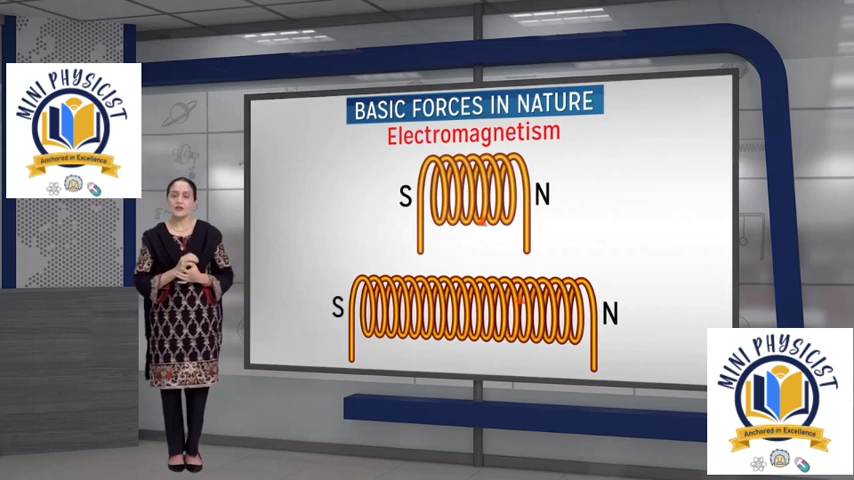 MINI PHYSICIST
Anchored in Excellence
BASIC FORCES IN NATURE
Electromagnetism
S N
S N
MINI PHYSICIST
Anchored in Excellence